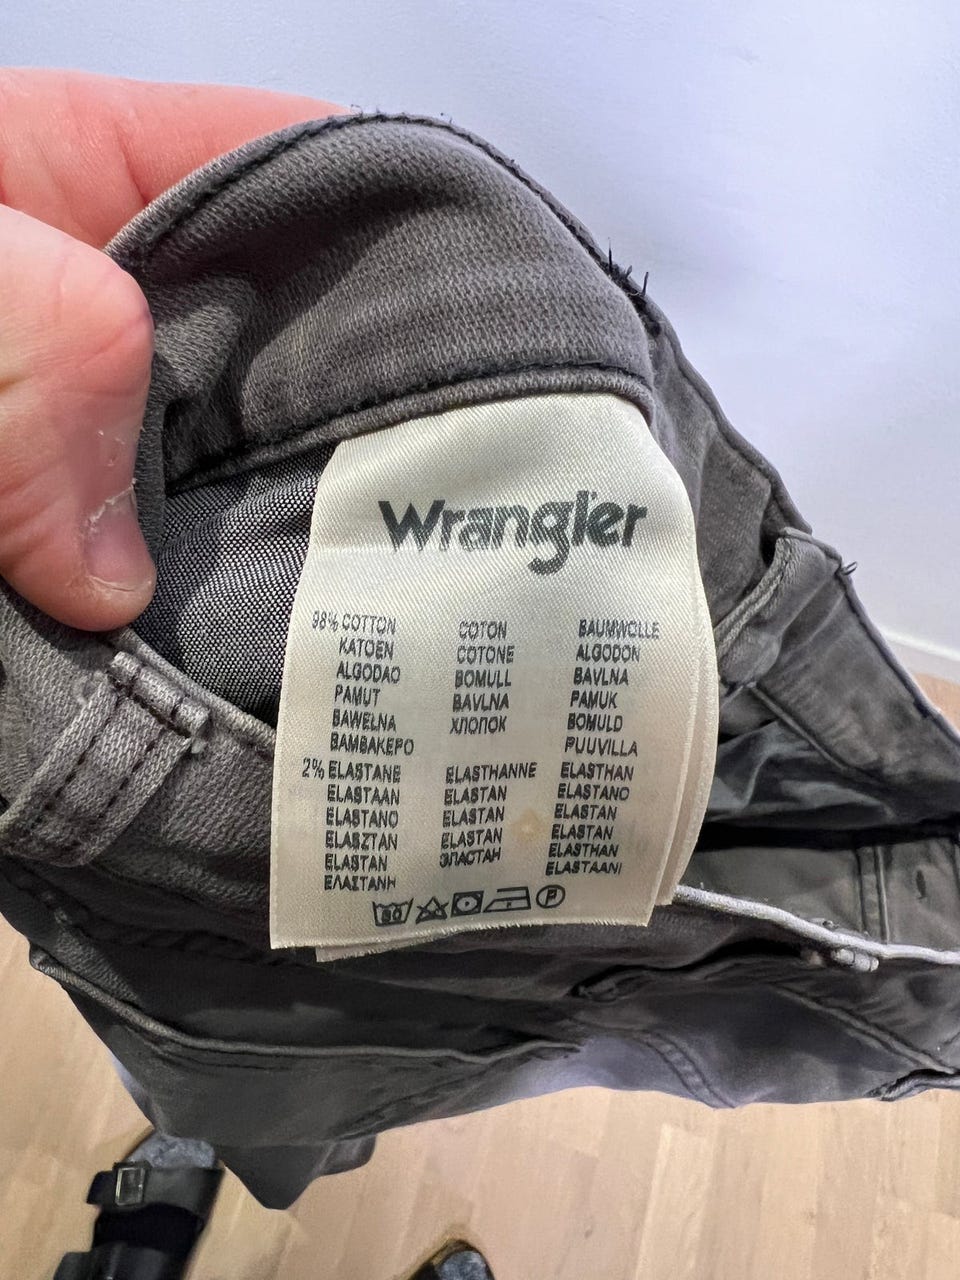 Wrangler
98% COTTON COTON BAUMWOLLE
KATOEN COTONE ALGODON
ALGODAO BOMULL BAVLNA
PAMUT BAVLNA PAMUK
BAWEŁNA ХЛОПОК BOMULD
ΒΑΜΒΑΚΕΡΟ PUUVILLA
2% ELASTANE ELASTHANNE ELASTHAN
ELASTAAN ELASTAN ELASTANO
ELASTANO ELASTAN ELASTAN
ELASZTAN ELASTAN ELASTAN
ELASTAN ЭЛАСТАН ELASTHAN
ΕΛΑΣΤΑΝΗ ELASTAANI
P